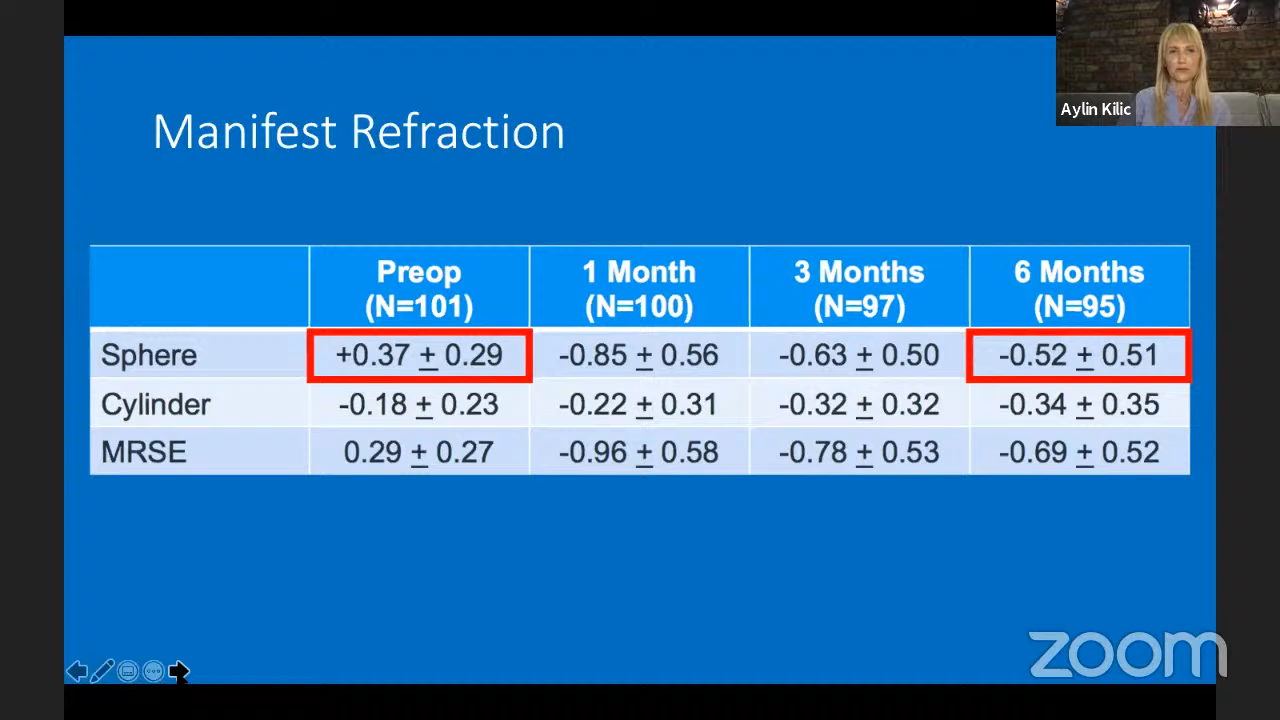 Aylin Kilic
Manifest Refraction
Preop 1 Month 3 Months 6 Months
(N=101) (N=100) (N=97) (N=95)
Sphere +0.37 ± 0.29 -0.85 ± 0.56 -0.63 ± 0.50 -0.52 ± 0.51
Cylinder -0.18 ± 0.23 -0.22 ± 0.31 -0.32 ± 0.32 -0.34 ± 0.35
MRSE 0.29 ± 0.27 -0.96 ± 0.58 -0.78 ± 0.53 -0.69 ± 0.52
zoom